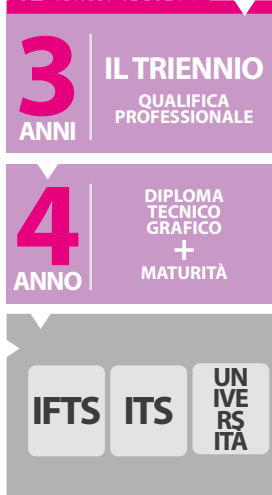 3
ANNI
IL TRIENNIO
QUALIFICA
PROFESSIONALE
4
ANNO
DIPLOMA
TECNICO
GRAFICO
+
MATURITÀ
IFTS
ITS
UN
IVE
RS
ITÀ